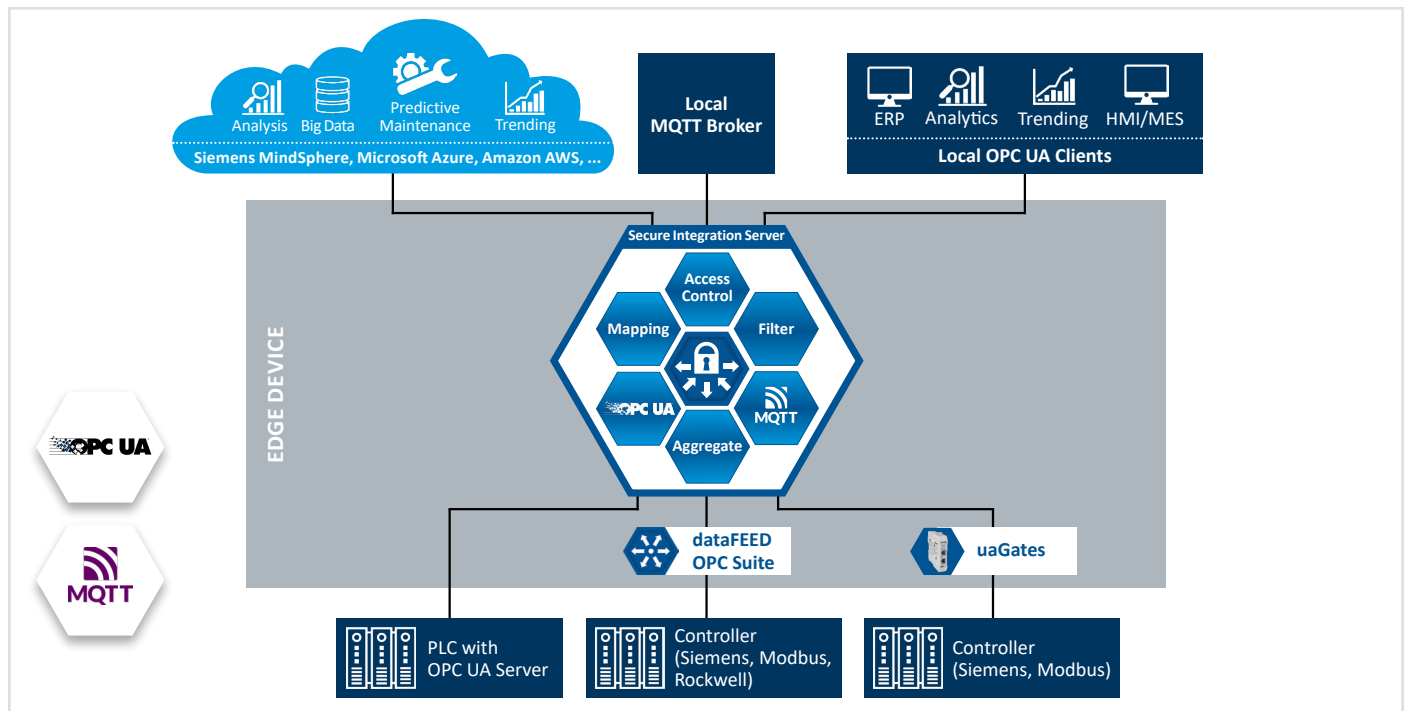 Analysis
Big Data
Predictive
Maintenance
Trending
Siemens MindSphere, Microsoft Azure, Amazon AWS, ...
Local
MQTT Broker
ERP
Analytics
Trending
HMI/MES
Local OPC UA Clients
EDGE DEVICE
Secure Integration Server
Access
Control
Mapping
Filter
OPC UA
MQTT
Aggregate
OPC UA
MQTT
dataFEED
OPC Suite
uaGates
PLC with
OPC UA Server
Controller
(Siemens, Modbus,
Rockwell)
Controller
(Siemens, Modbus)